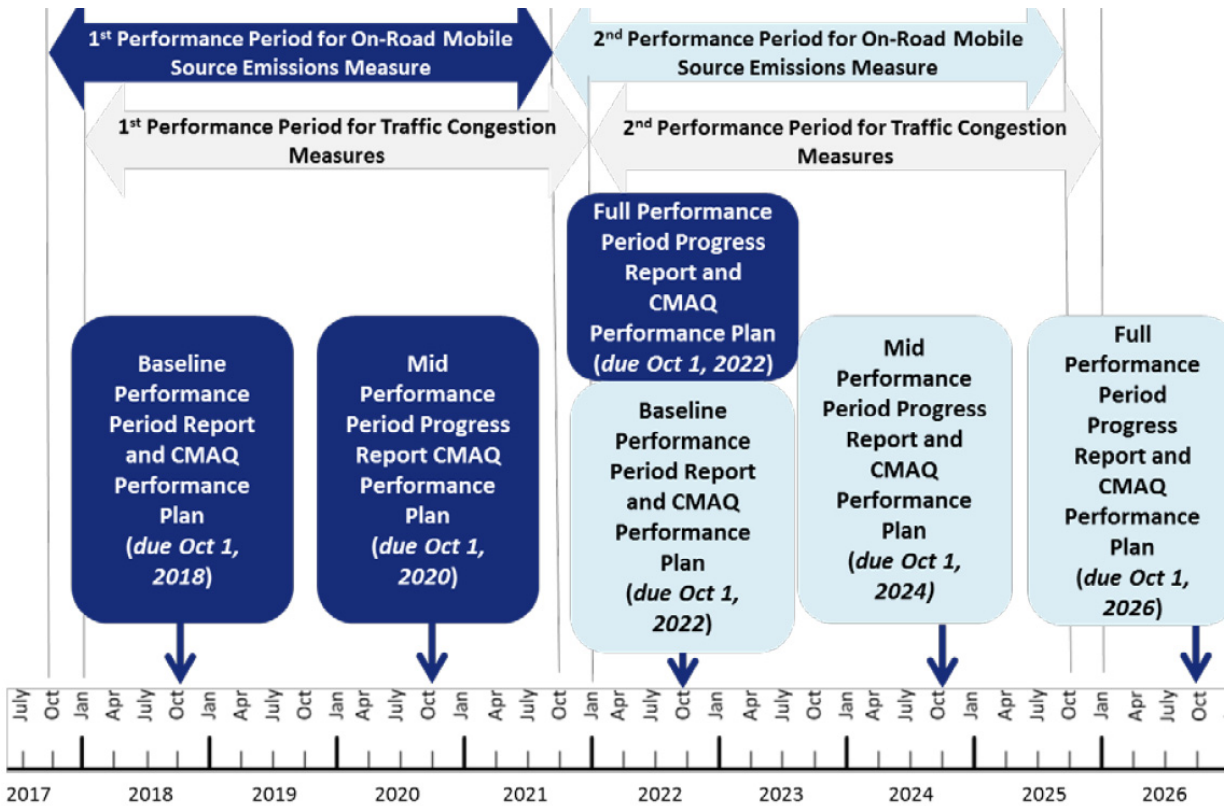 1st Performance Period for On-Road Mobile
Source Emissions Measure
2nd Performance Period for On-Road Mobile
Source Emissions Measure
1st Performance Period for Traffic Congestion
Measures
2nd Performance Period for Traffic Congestion
Measures
Baseline
Performance
Period Report
and CMAQ
Performance
Plan
(due Oct 1,
2018)
Mid
Performance
Period Progress
Report CMAQ
Performance
Plan
(due Oct 1,
2020)
Full Performance
Period Progress
Report and
CMAQ
Performance Plan
(due Oct 1, 2022)
Baseline
Performance
Period Report
and CMAQ
Performance
Plan
(due Oct 1,
2022)
Mid
Performance
Period Progress
Report and
CMAQ
Performance
Plan
(due Oct 1,
2024)
Full
Performance
Period
Progress
Report and
CMAQ
Performance
Plan
(due Oct 1,
2026)
July Oct Jan Apr July Oct Jan Apr July Oct Jan Apr July Oct Jan Apr July Oct Jan Apr July Oct Jan Apr July Oct Jan Apr July Oct Jan Apr July Oct Jan Apr July Oct
2017 2018 2019 2020 2021 2022 2023 2024 2025 2026